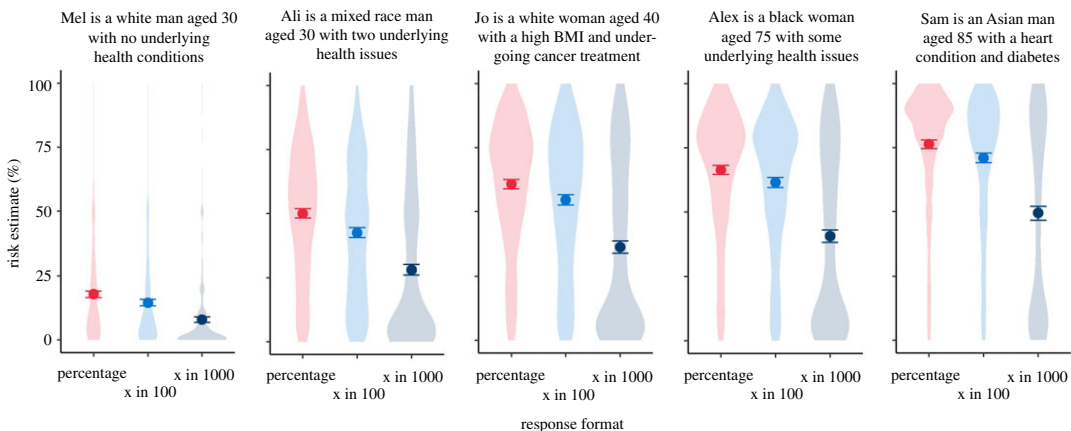 Mel is a white man aged 30
with no underlying
health conditions
Ali is a mixed race man
aged 30 with two underlying
health issues
Jo is a white woman aged 40
with a high BMI and under-
going cancer treatment
Alex is a black woman
aged 75 with some
underlying health issues
Sam is an Asian man
aged 85 with a heart
condition and diabetes
risk estimate (%)
100
75
50
25
0
percentage
x in 100
x in 1000
percentage
x in 100
x in 1000
percentage
x in 100
x in 1000
percentage
x in 100
x in 1000
percentage
x in 100
x in 1000
response format